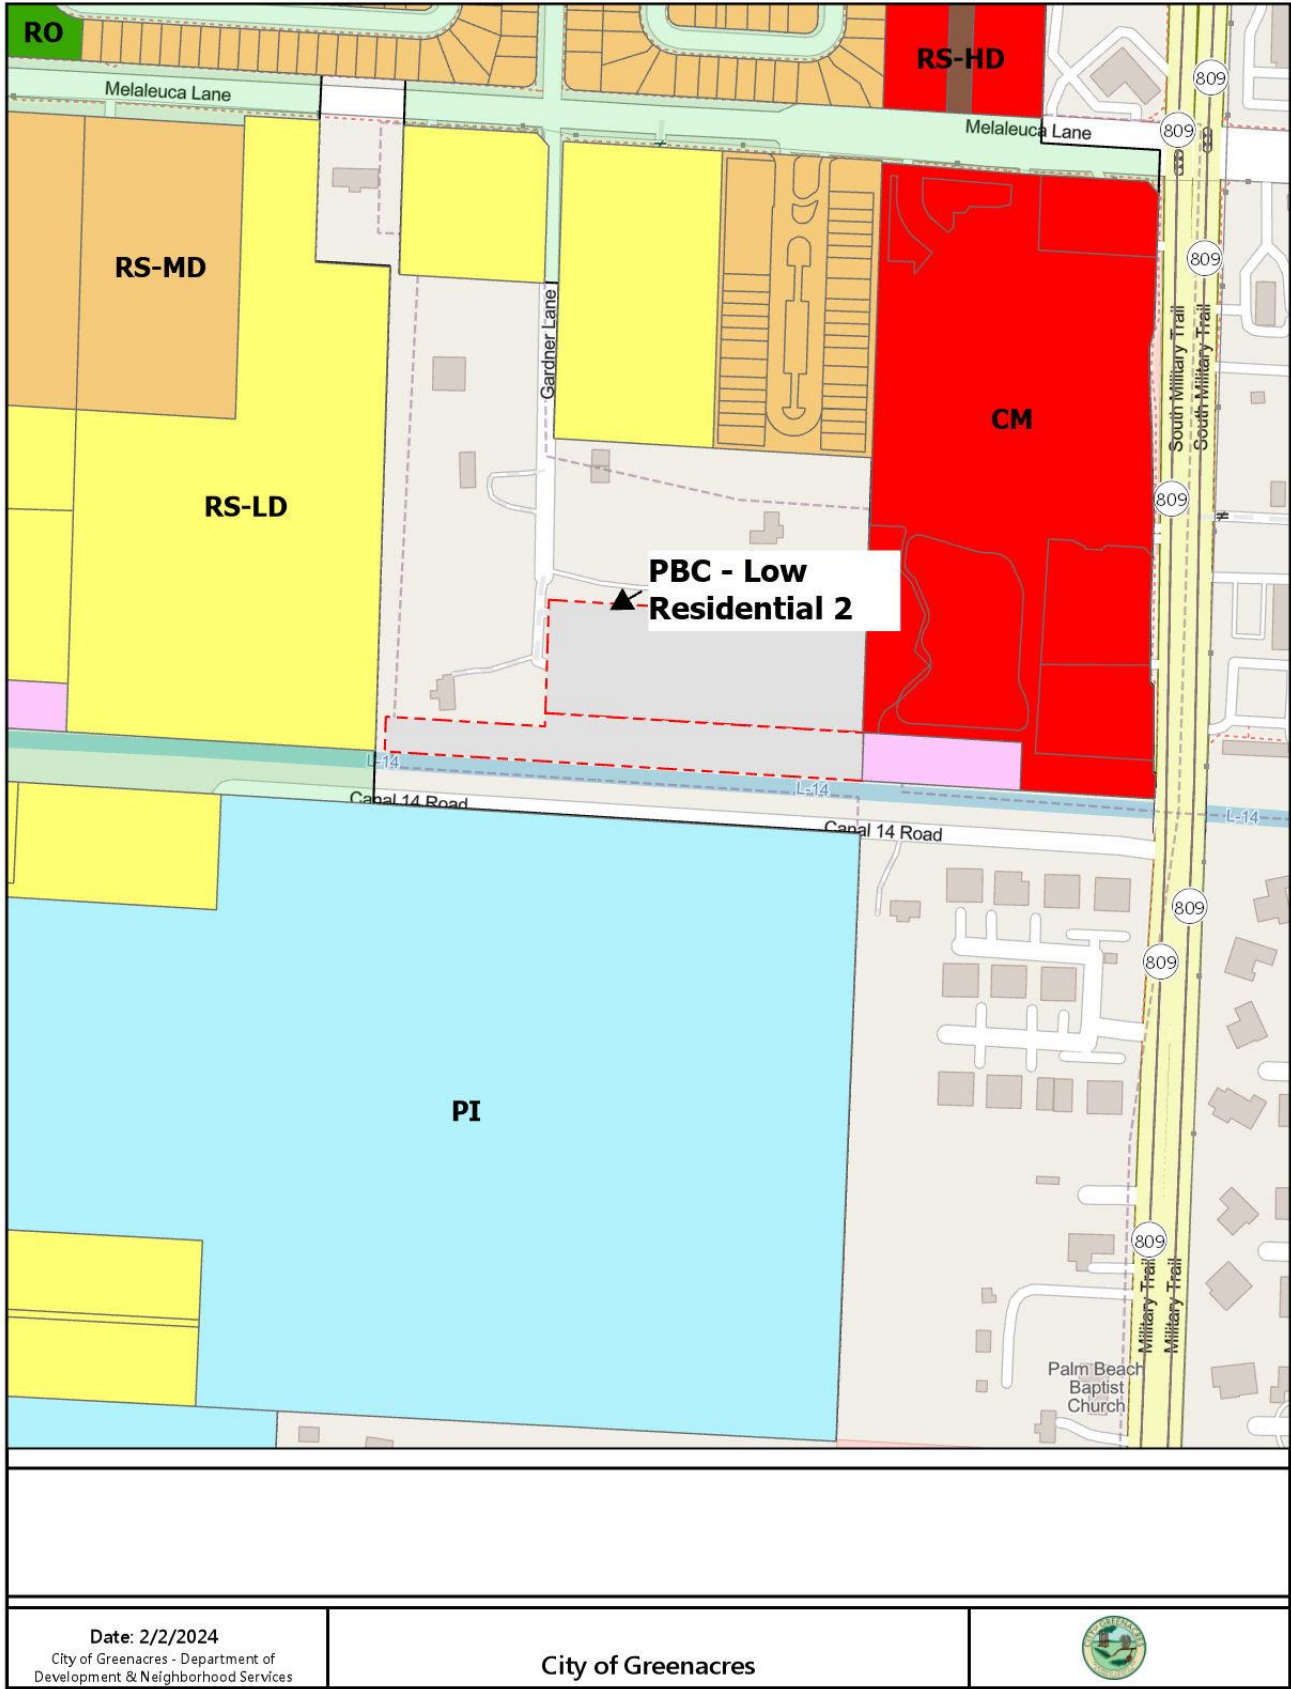 RO
RS-HD
809
Melaleuca Lane
Melaleuca Lane
809
RS-MD
809
Gardner Lane
South Military Trail
South Military Trail
CM
809
RS-LD
PBC - Low
Residential 2
L-14
L-14
L-14
Canal 14 Road
Canal 14 Road
809
809
PI
809
Military Trail
Military Trail
Palm Beach
Baptist
Church
Date: 2/2/2024
City of Greenacres - Department of
Development & Neighborhood Services
City of Greenacres